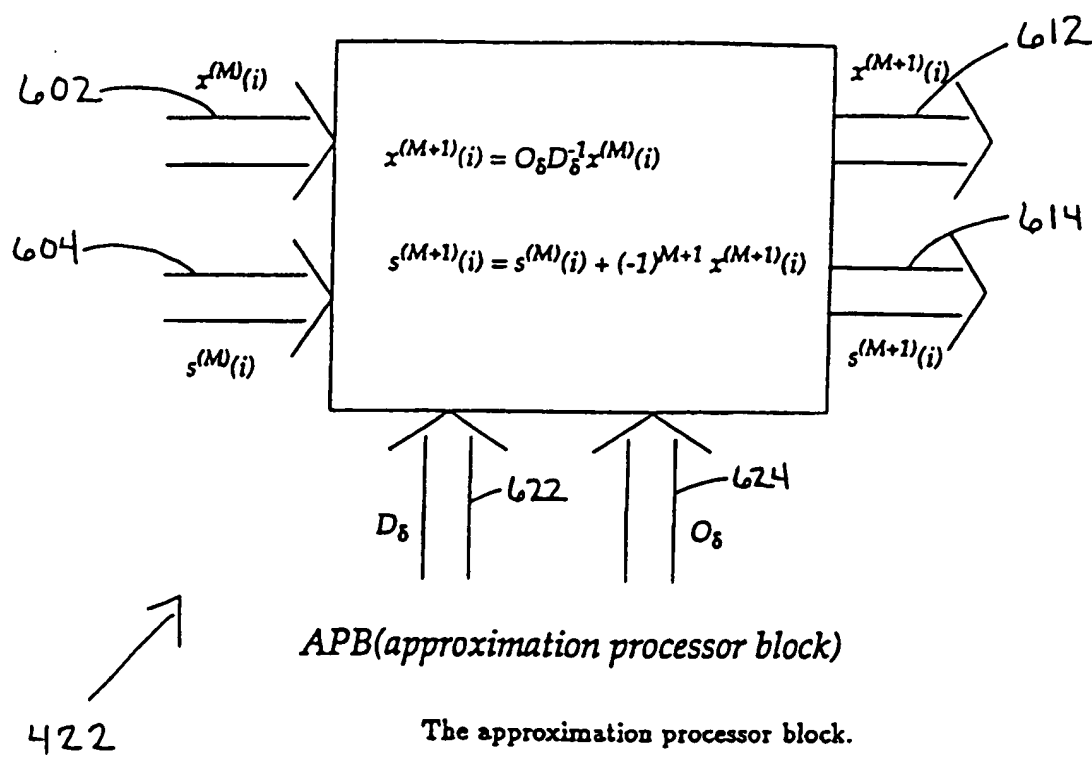 612
602
x^(M)(i)
x^(M+1)(i)
x^(M+1)(i) = O_δ D_δ^-1 x^(M)(i)
614
604
s^(M+1)(i) = s^(M)(i) + (-1)^M+1 x^(M+1)(i)
s^(M)(i)
s^(M+1)(i)
622
624
D_δ
O_δ
APB(approximation processor block)
422
The approximation processor block.